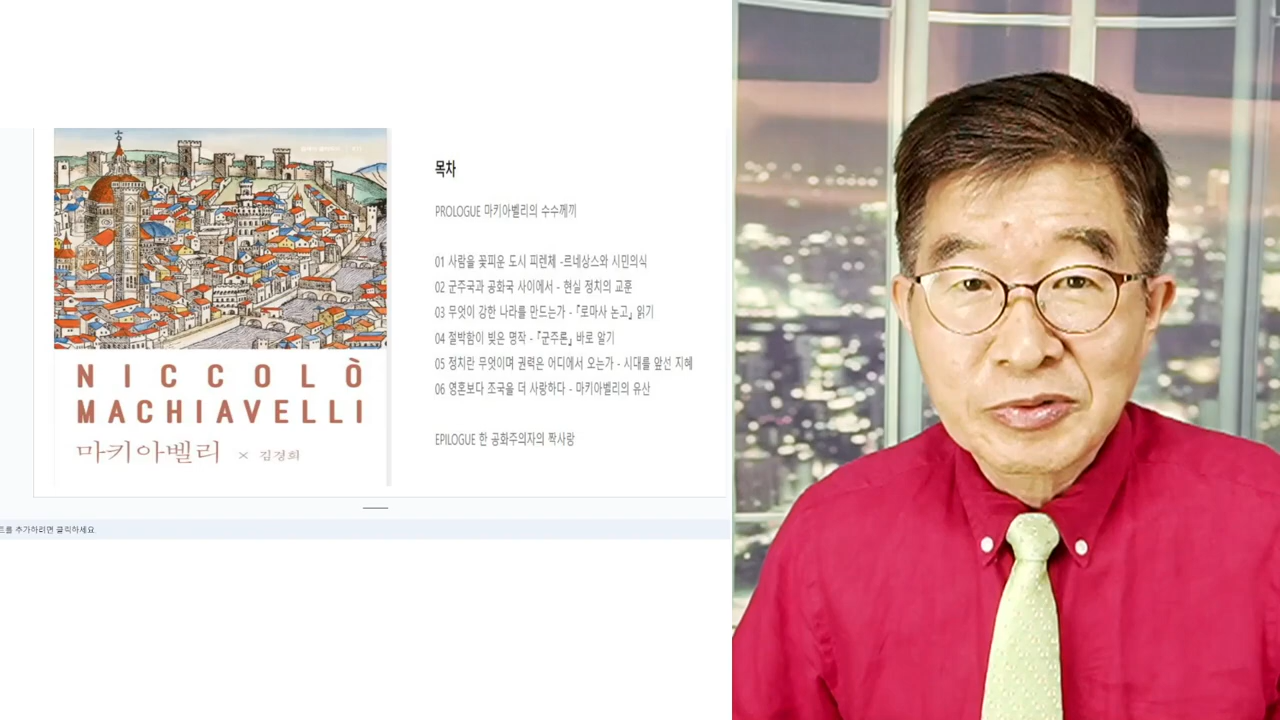 NICCOLÒ
MACHIAVELLI
마키아벨리 × 김경희
목차
PROLOGUE 마키아벨리의 수수께끼
01 사람을 꽃피운 도시 피렌체 -르네상스와 시민의식
02 군주국과 공화국 사이에서 - 현실 정치의 교훈
03 무엇이 강한 나라를 만드는가 - 『로마사 논고』 읽기
04 절박함이 빚은 명작 - 『군주론』 바로 알기
05 정치란 무엇이며 권력은 어디에서 오는가 - 시대를 앞선 지혜
06 영혼보다 조국을 더 사랑하다 - 마키아벨리의 유산
EPILOGUE 한 공화주의자의 짝사랑
트를 추가하려면 클릭하세요